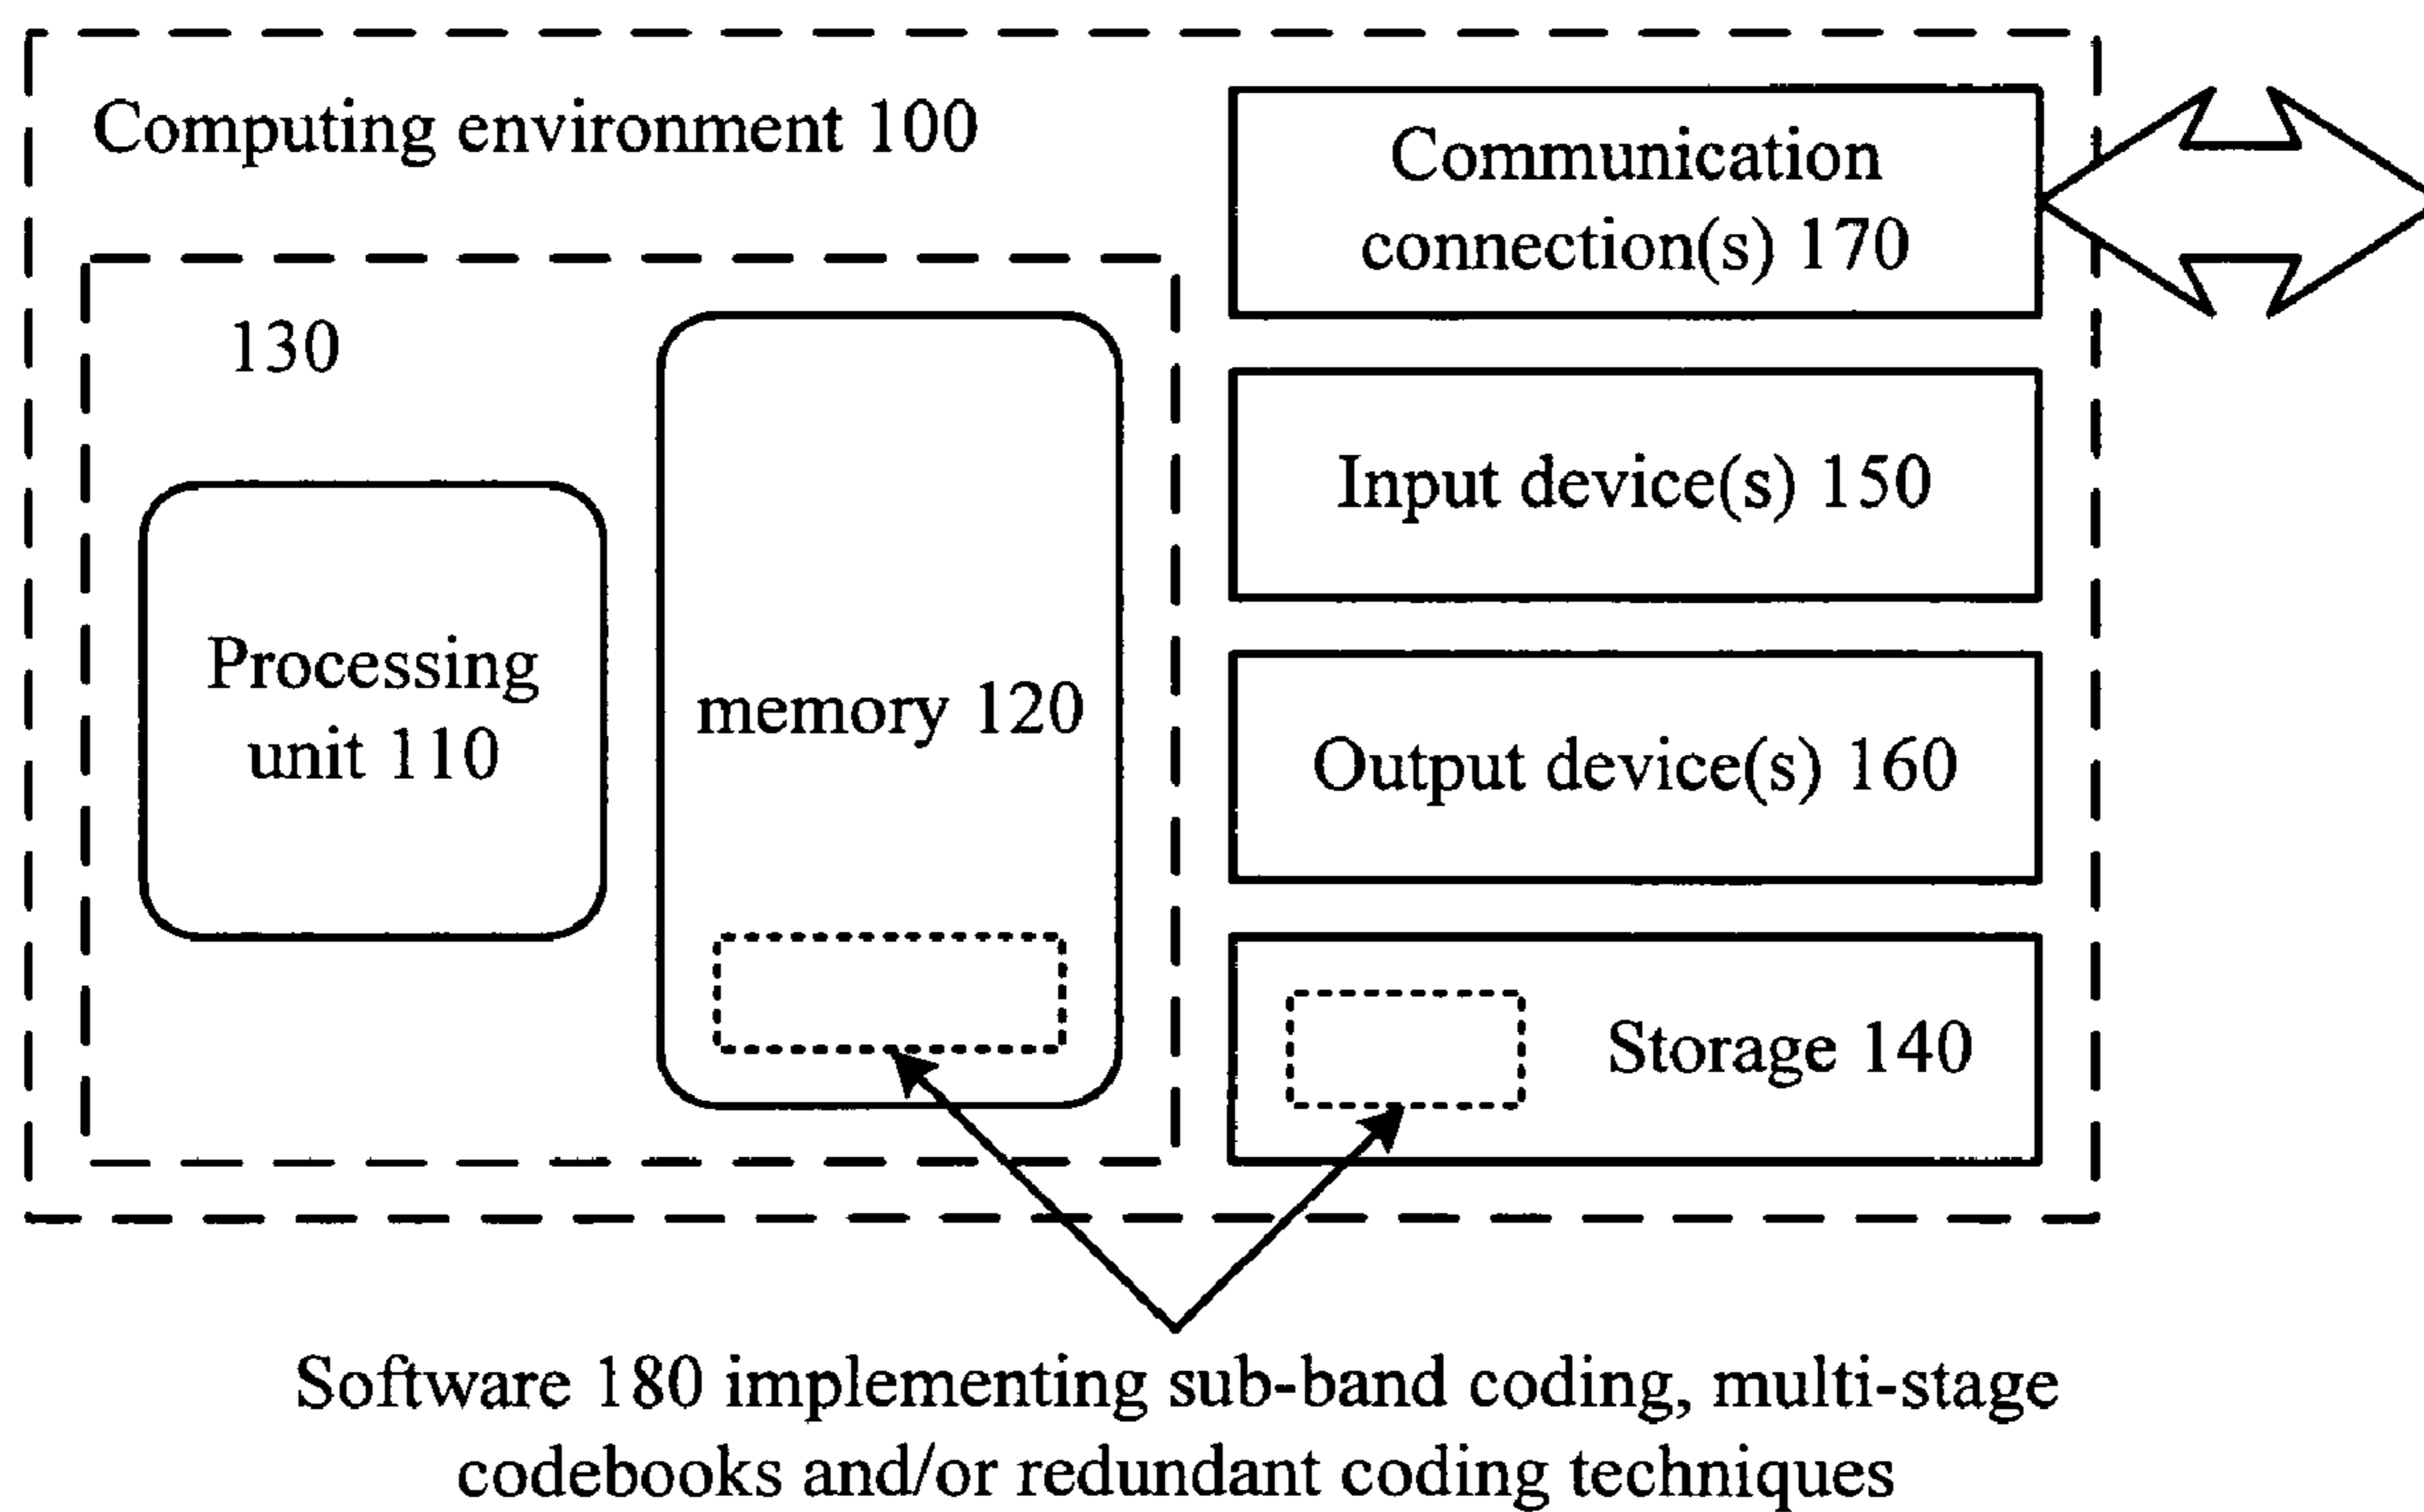 Computing environment 100
130
Processing
unit 110
memory 120
Communication
connection(s) 170
Input device(s) 150
Output device(s) 160
Storage 140
Software 180 implementing sub-band coding, multi-stage
codebooks and/or redundant coding techniques